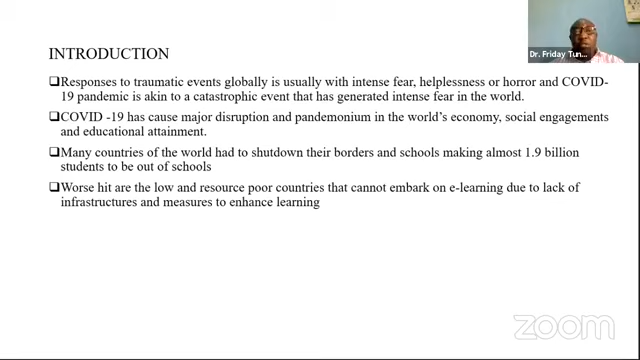 Dr. Friday Tun...
INTRODUCTION
❑Responses to traumatic events globally is usually with intense fear, helplessness or horror and COVID-
19 pandemic is akin to a catastrophic event that has generated intense fear in the world.
❑COVID -19 has cause major disruption and pandemonium in the world's economy, social engagements
and educational attainment.
❑Many countries of the world had to shutdown their borders and schools making almost 1.9 billion
students to be out of schools
❑Worse hit are the low and resource poor countries that cannot embark on e-learning due to lack of
infrastructures and measures to enhance learning
zoom